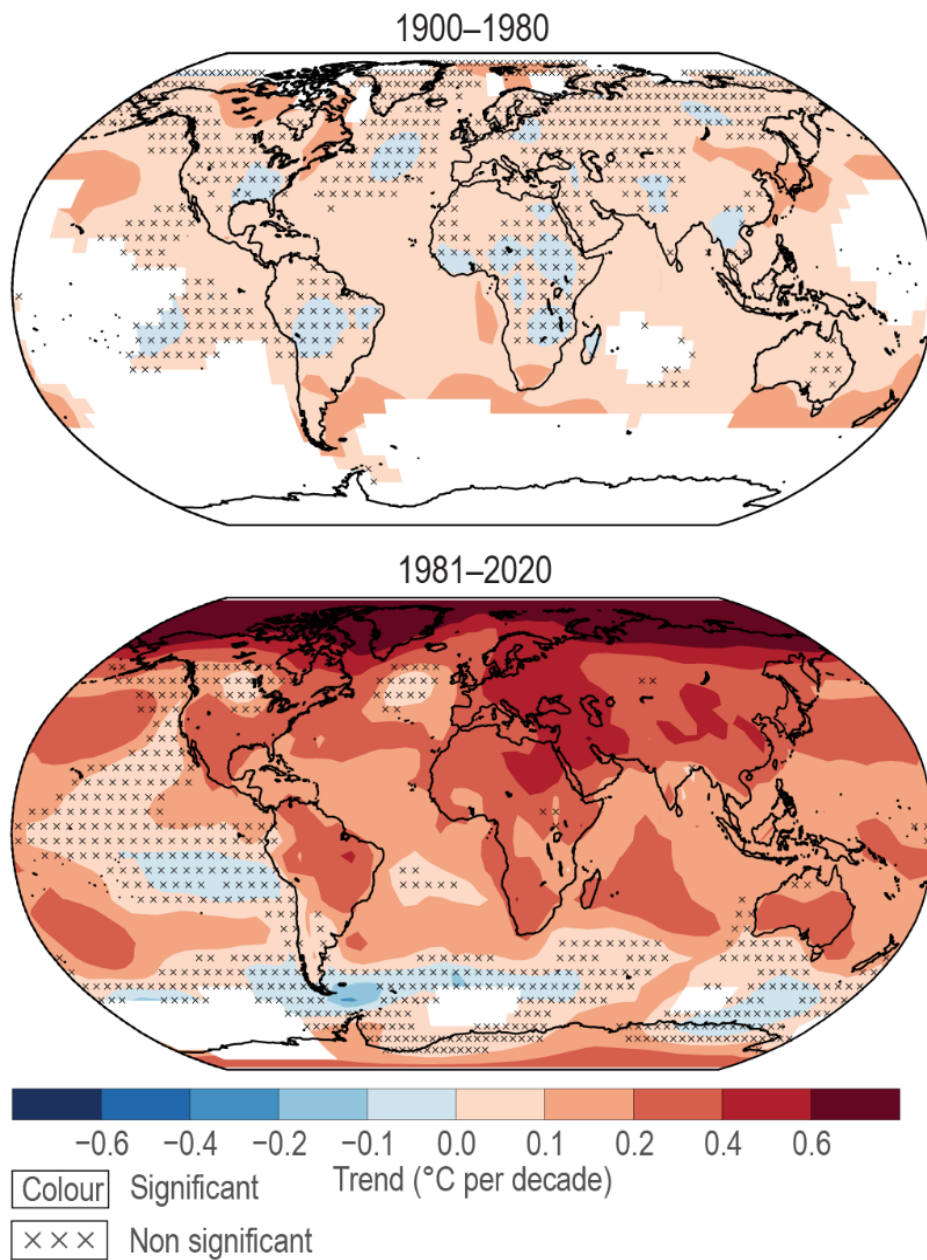 1900–1980
1981–2020
−0.6 −0.4 −0.2 −0.1 0.0 0.1 0.2 0.4 0.6
Trend (°C per decade)
Colour Significant
××× Non significant